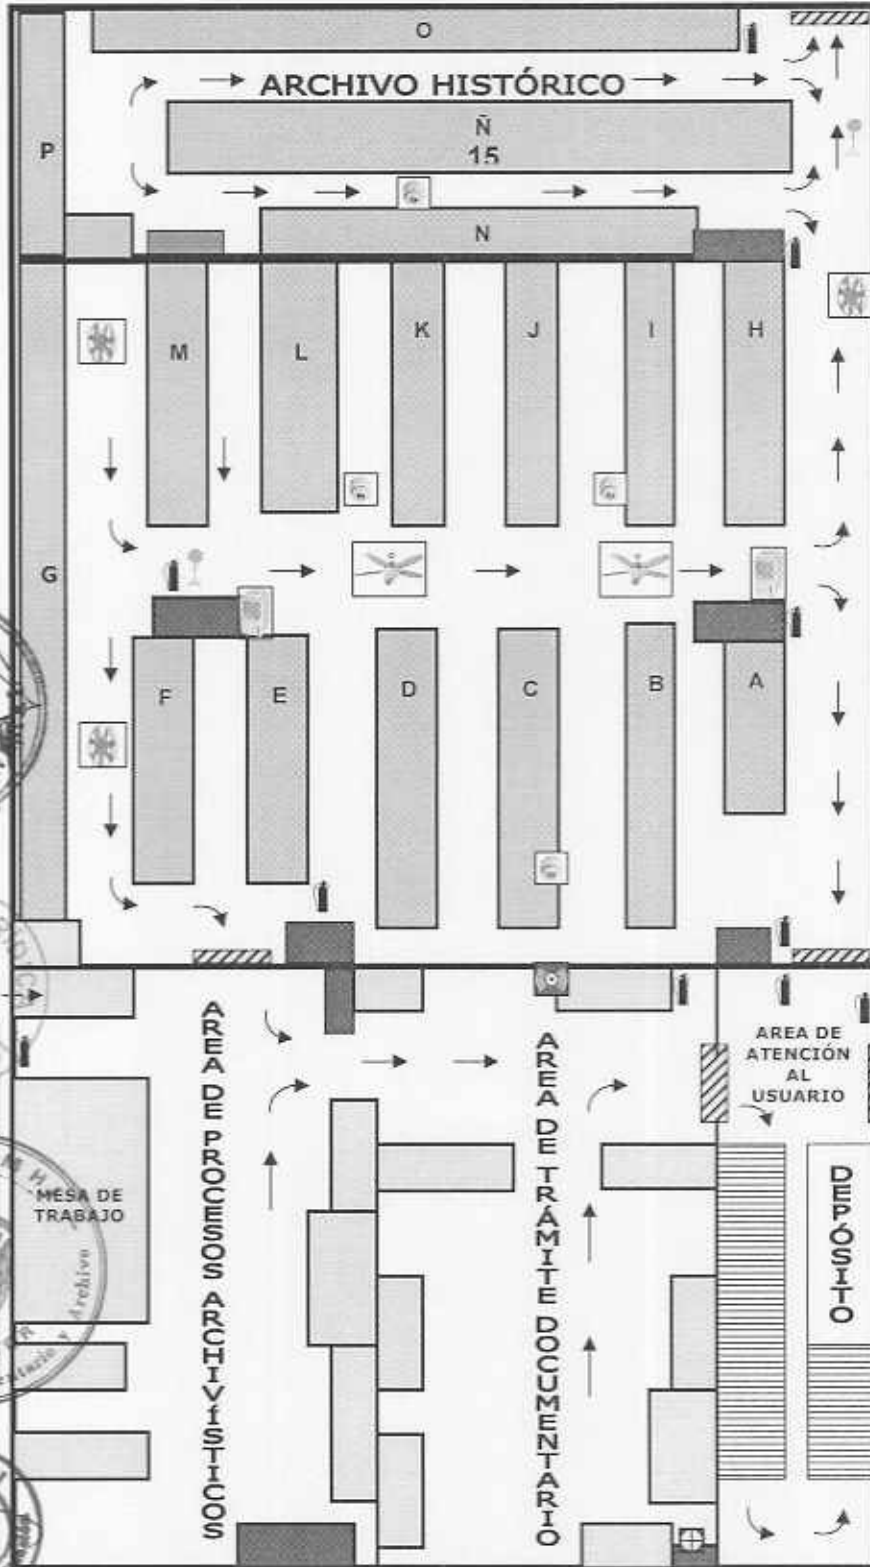 O
ARCHIVO HISTÓRICO
P
Ñ
15
N
M
L
K
J
I
H
G
F
E
D
C
B
A
AREA DE PROCESOS ARCHIVÍSTICOS
AREA DE TRÁMITE DOCUMENTARIO
AREA DE
ATENCIÓN
AL
USUARIO
MESA DE
TRABAJO
DEPÓSITO
y Archivo